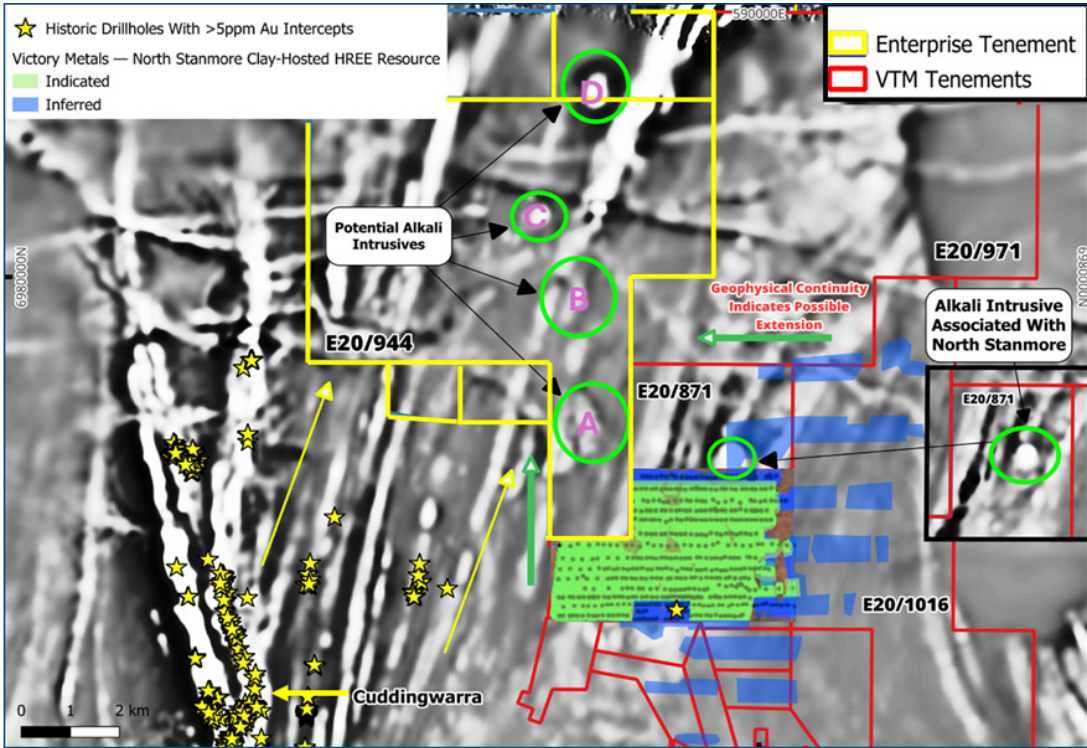 Historic Drillholes With >5ppm Au Intercepts
Victory Metals — North Stanmore Clay-Hosted HREE Resource
Indicated
Inferred
590000E
Enterprise Tenement
VTM Tenements
D
C
Potential Alkali
Intrusives
B
A
6980000N
6980000N
E20/971
Geophysical Continuity
Indicates Possible
Extension
Alkali Intrusive
Associated With
North Stanmore
E20/944
E20/871
E20/871
E20/1016
Cuddingwarra
0 1 2 km